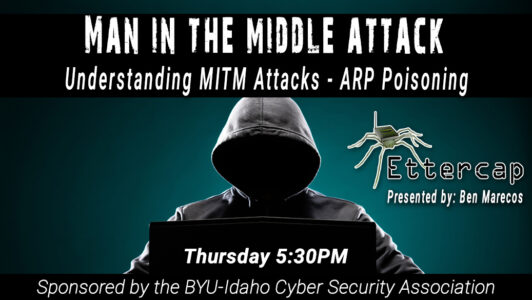 MAN IN THE MIDDLE ATTACK
Understanding MITM Attacks - ARP Poisoning
Ettercap
Presented by: Ben Marecos
Thursday 5:30PM
Sponsored by the BYU-Idaho Cyber Security Association